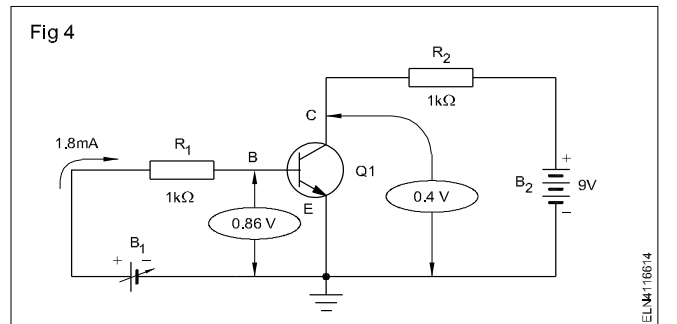 Fig 4
R2
1kΩ
C
1.8mA
R1
B
Q1
1kΩ
E
0.86 V
0.4 V
B2
+
9V
−
B1
+
−
ELN4116614